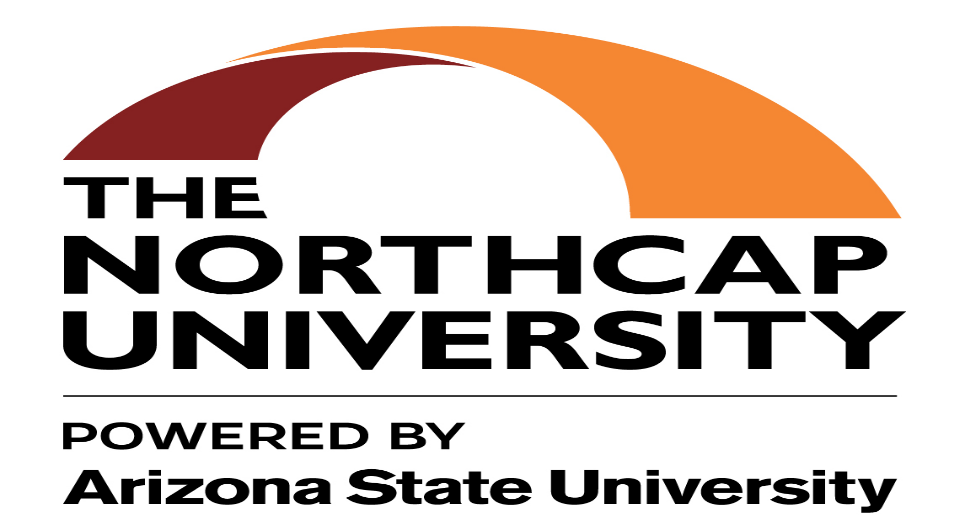 THE
NORTHCAP
UNIVERSITY
POWERED BY
Arizona State University